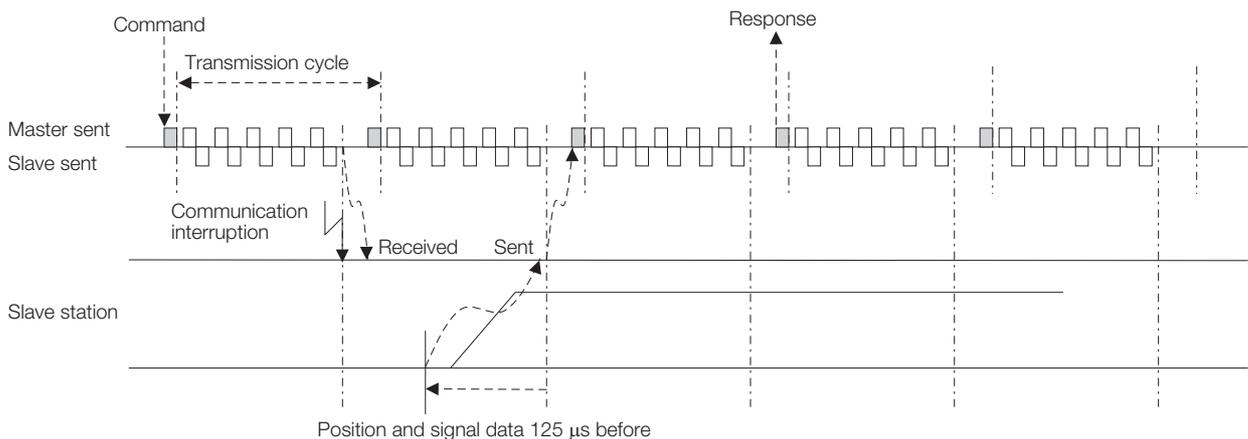 Command
Response
Transmission cycle
Master sent
Slave sent
Communication
interruption
Received
Sent
Slave station
Position and signal data 125 μs before